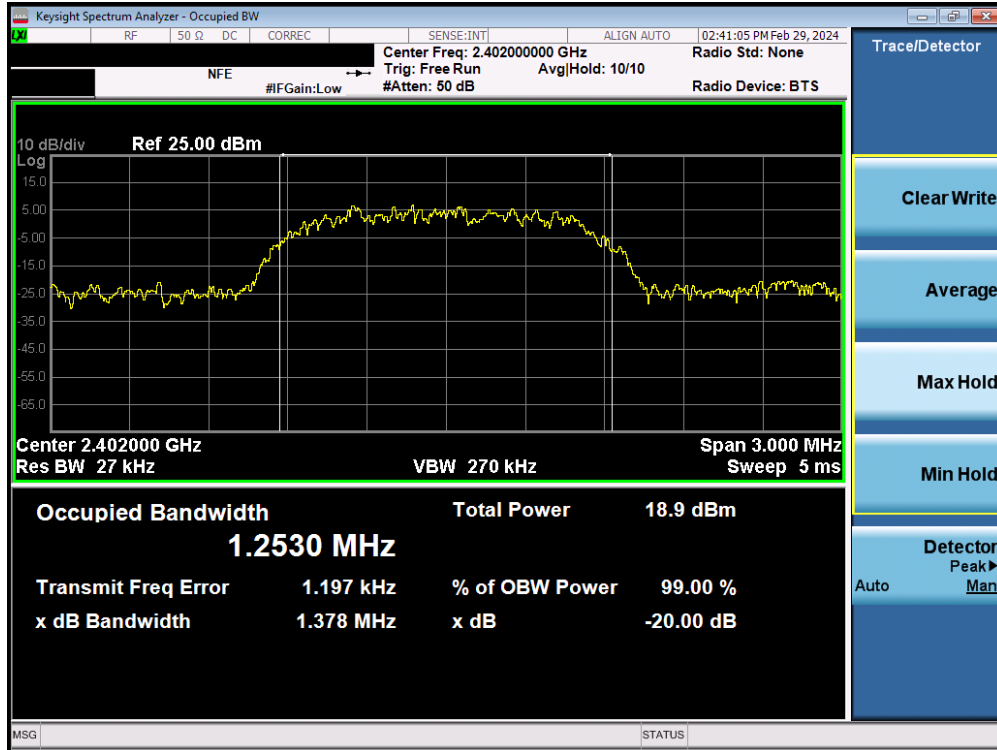 Keysight Spectrum Analyzer - Occupied BW
LXI RF 50 Ω DC CORREC SENSE:INT ALIGN AUTO 02:41:05 PM Feb 29, 2024
Center Freq: 2.402000000 GHz Radio Std: None
NFE Trig: Free Run Avg|Hold: 10/10
#IFGain:Low #Atten: 50 dB Radio Device: BTS
10 dB/div Ref 25.00 dBm
Log
15.0
5.00
-5.00
-15.0
-25.0
-35.0
-45.0
-55.0
-65.0
Center 2.402000 GHz Span 3.000 MHz
Res BW 27 kHz VBW 270 kHz Sweep 5 ms
Occupied Bandwidth Total Power 18.9 dBm
1.2530 MHz
Transmit Freq Error 1.197 kHz % of OBW Power 99.00 %
x dB Bandwidth 1.378 MHz x dB -20.00 dB
MSG STATUS
Trace/Detector
Clear Write
Average
Max Hold
Min Hold
Detector
Peak▶
Auto Man